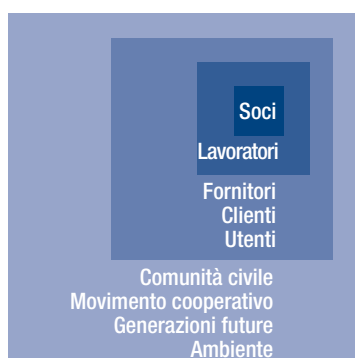 Soci
Lavoratori
Fornitori
Clienti
Utenti
Comunità civile
Movimento cooperativo
Generazioni future
Ambiente